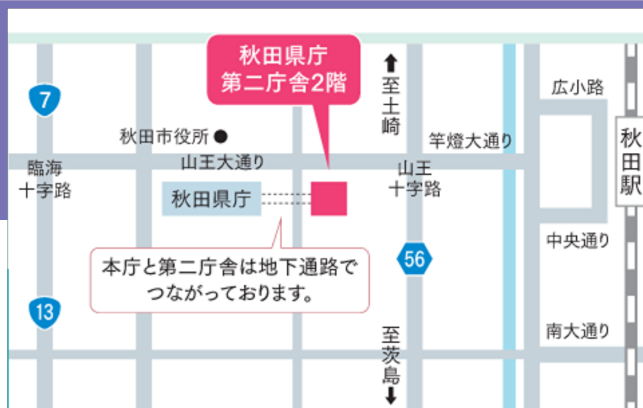 秋田県庁
第二庁舎2階
至土崎
広小路
7
秋田市役所
竿燈大通り
秋田駅
山王大通り
臨海
十字路
山王
十字路
秋田県庁
中央通り
本庁と第二庁舎は地下通路で
つながっております。
56
13
至茨島
南大通り